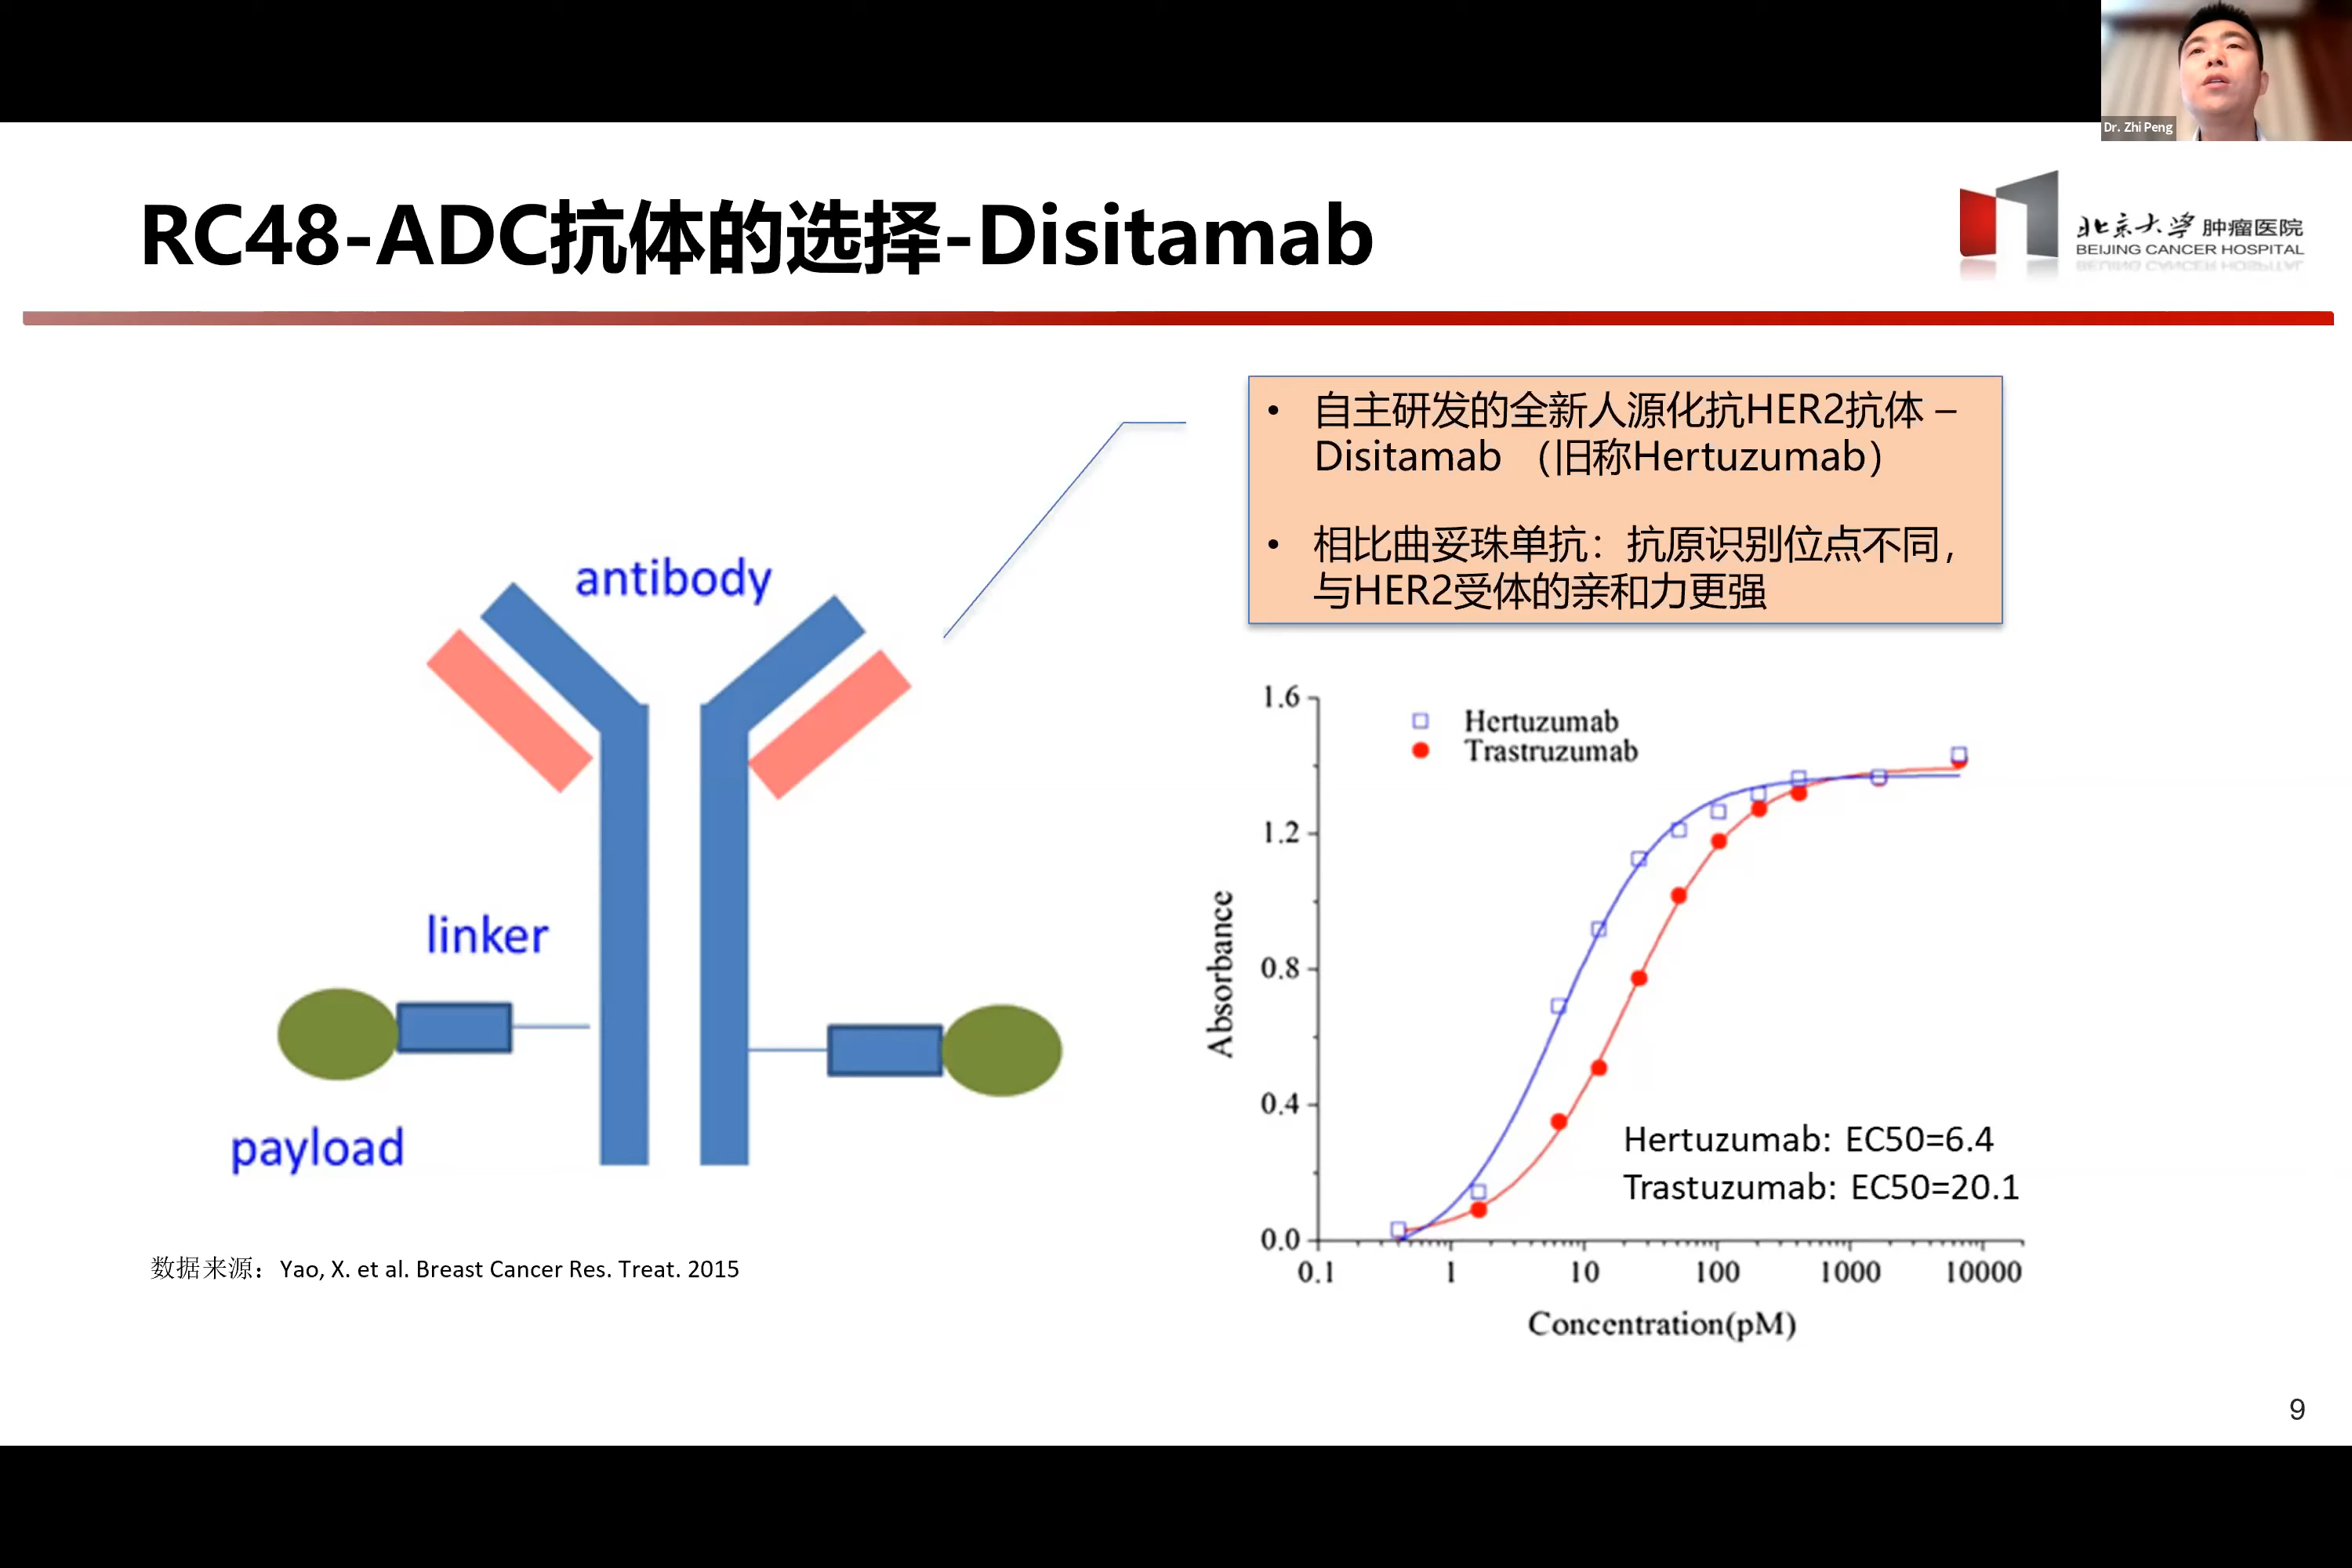 Dr. Zhi Peng
RC48-ADC抗体的选择-Disitamab
北京大学 肿瘤医院
BEIJING CANCER HOSPITAL
• 自主研发的全新人源化抗HER2抗体 –
Disitamab （旧称Hertuzumab）
• 相比曲妥珠单抗：抗原识别位点不同，
与HER2受体的亲和力更强
antibody
linker
payload
1.6
1.2
0.8
0.4
0.0
Absorbance
Hertuzumab
Trastruzumab
Hertuzumab: EC50=6.4
Trastuzumab: EC50=20.1
0.1 1 10 100 1000 10000
Concentration(pM)
数据来源：Yao, X. et al. Breast Cancer Res. Treat. 2015
9